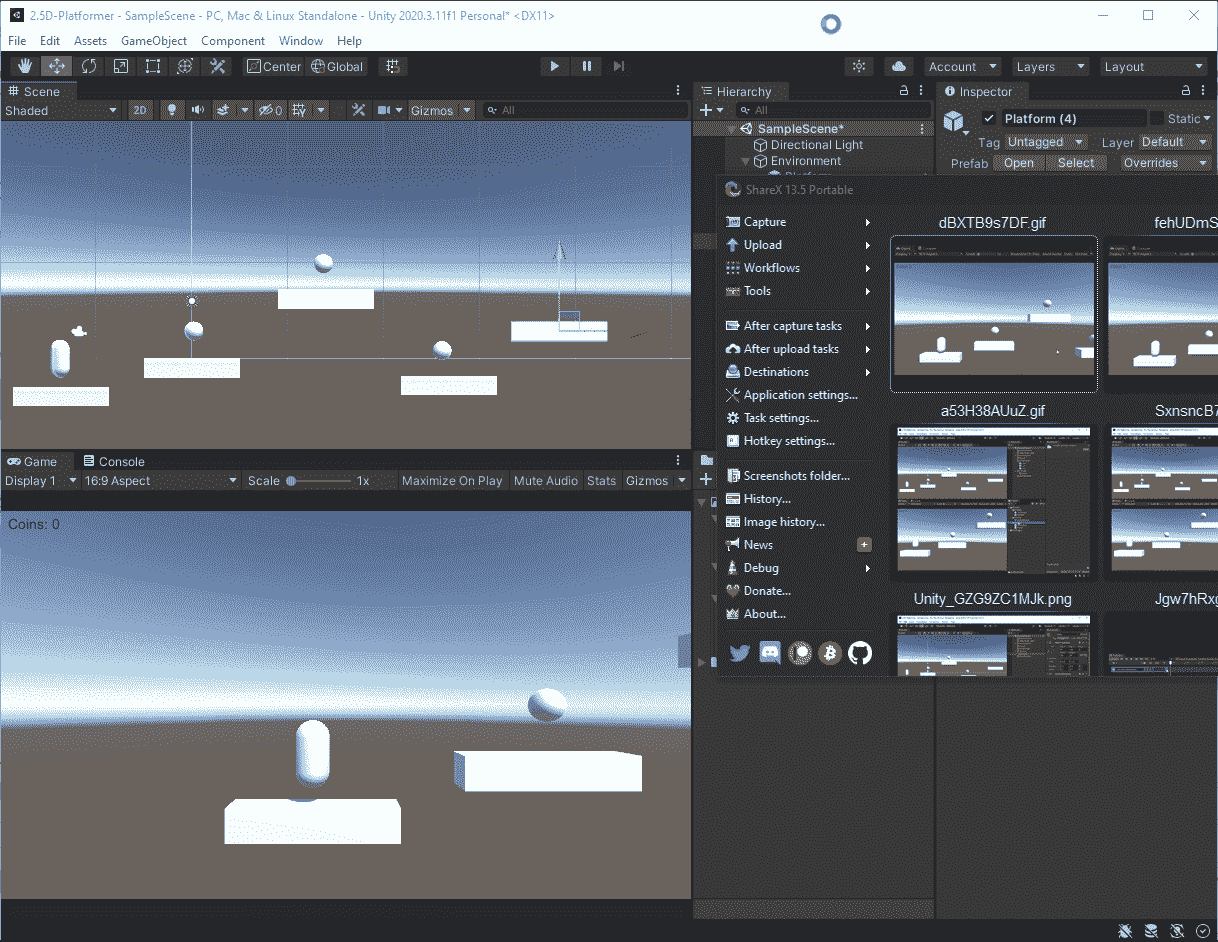 2.5D-Platformer - SampleScene - PC, Mac & Linux Standalone - Unity 2020.3.11f1 Personal* <DX11>
File Edit Assets GameObject Component Window Help
Center Global Account Layers Layout
Scene
Shaded 2D 0 Gizmos All
Hierarchy
All
SampleScene*
Directional Light
Environment
Platform
Inspector
Platform (4) Static
Tag Untagged Layer Default
Prefab Open Select Overrides
ShareX 13.5 Portable
Capture
Upload
Workflows
Tools
After capture tasks
After upload tasks
Destinations
Application settings...
Task settings...
Hotkey settings...
Screenshots folder...
History...
Image history...
News
Debug
Donate...
About...
dBXTB9s7DF.gif fehUDmS
a53H38AUuZ.gif SxnsncB7
Unity_GZG9ZC1MJk.png Jgw7hRxg
Game Console
Display 1 16:9 Aspect Scale 1x Maximize On Play Mute Audio Stats Gizmos
Coins: 0